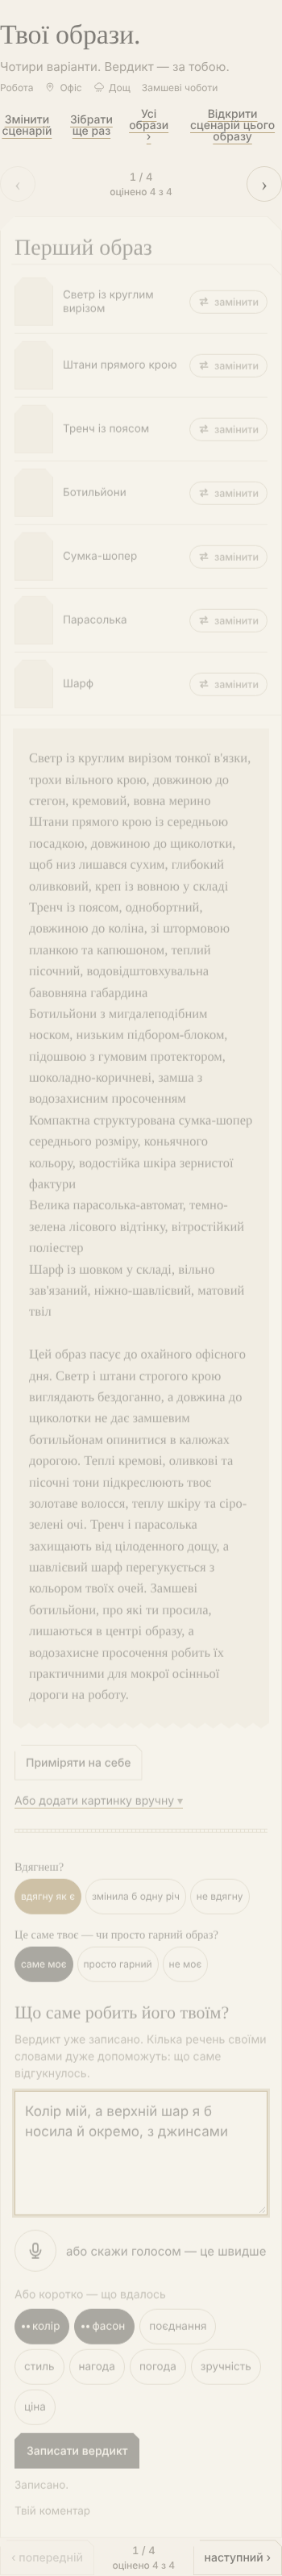 Твої образи.
Чотири варіанти. Вердикт — за тобою.
Робота Офіс Дощ Замшеві чоботи
Змінити сценарій
Зібрати ще раз
Усі образи ›
Відкрити сценарій цього образу
‹
1 / 4
оцінено 4 з 4
›
Перший образ
Светр із круглим
вирізом
замінити
Штани прямого крою
замінити
Тренч із поясом
замінити
Ботильйони
замінити
Сумка-шопер
замінити
Парасолька
замінити
Шарф
замінити
Светр із круглим вирізом тонкої в'язки,
трохи вільного крою, довжиною до
стегон, кремовий, вовна мерино
Штани прямого крою із середньою
посадкою, довжиною до щиколотки,
щоб низ лишався сухим, глибокий
оливковий, креп із вовною у складі
Тренч із поясом, однобортний,
довжиною до коліна, зі штормовою
планкою та капюшоном, теплий
пісочний, водовідштовхувальна
бавовняна габардина
Ботильйони з мигдалеподібним
носком, низьким підбором-блоком,
підошвою з гумовим протектором,
шоколадно-коричневі, замша з
водозахисним просоченням
Компактна структурована сумка-шопер
середнього розміру, коньячного
кольору, водостійка шкіра зернистої
фактури
Велика парасолька-автомат, темно-
зелена лісового відтінку, вітростійкий
поліестер
Шарф із шовком у складі, вільно
зав'язаний, ніжно-шавлієвий, матовий
твіл
Цей образ пасує до охайного офісного
дня. Светр і штани строгого крою
виглядають бездоганно, а довжина до
щиколотки не дає замшевим
ботильйонам опинитися в калюжах
дорогою. Теплі кремові, оливкові та
пісочні тони підкреслюють твоє
золотаве волосся, теплу шкіру та сіро-
зелені очі. Тренч і парасолька
захищають від цілоденного дощу, а
шавлієвий шарф перегукується з
кольором твоїх очей. Замшеві
ботильйони, про які ти просила,
лишаються в центрі образу, а
водозахисне просочення робить їх
практичними для мокрої осінньої
дороги на роботу.
Приміряти на себе
Або додати картинку вручну ▾
Вдягнеш?
вдягну як є
змінила б одну річ
не вдягну
Це саме твоє — чи просто гарний образ?
саме моє
просто гарний
не моє
Що саме робить його твоїм?
Вердикт уже записано. Кілька речень своїми
словами дуже допоможуть: що саме
відгукнулось.
Колір мій, а верхній шар я б
носила й окремо, з джинсами
або скажи голосом — це швидше
Або коротко — що вдалось
•• колір
•• фасон
поєднання
стиль
нагода
погода
зручність
ціна
Записати вердикт
Записано.
Твій коментар
‹ попередній
1 / 4
оцінено 4 з 4
наступний ›